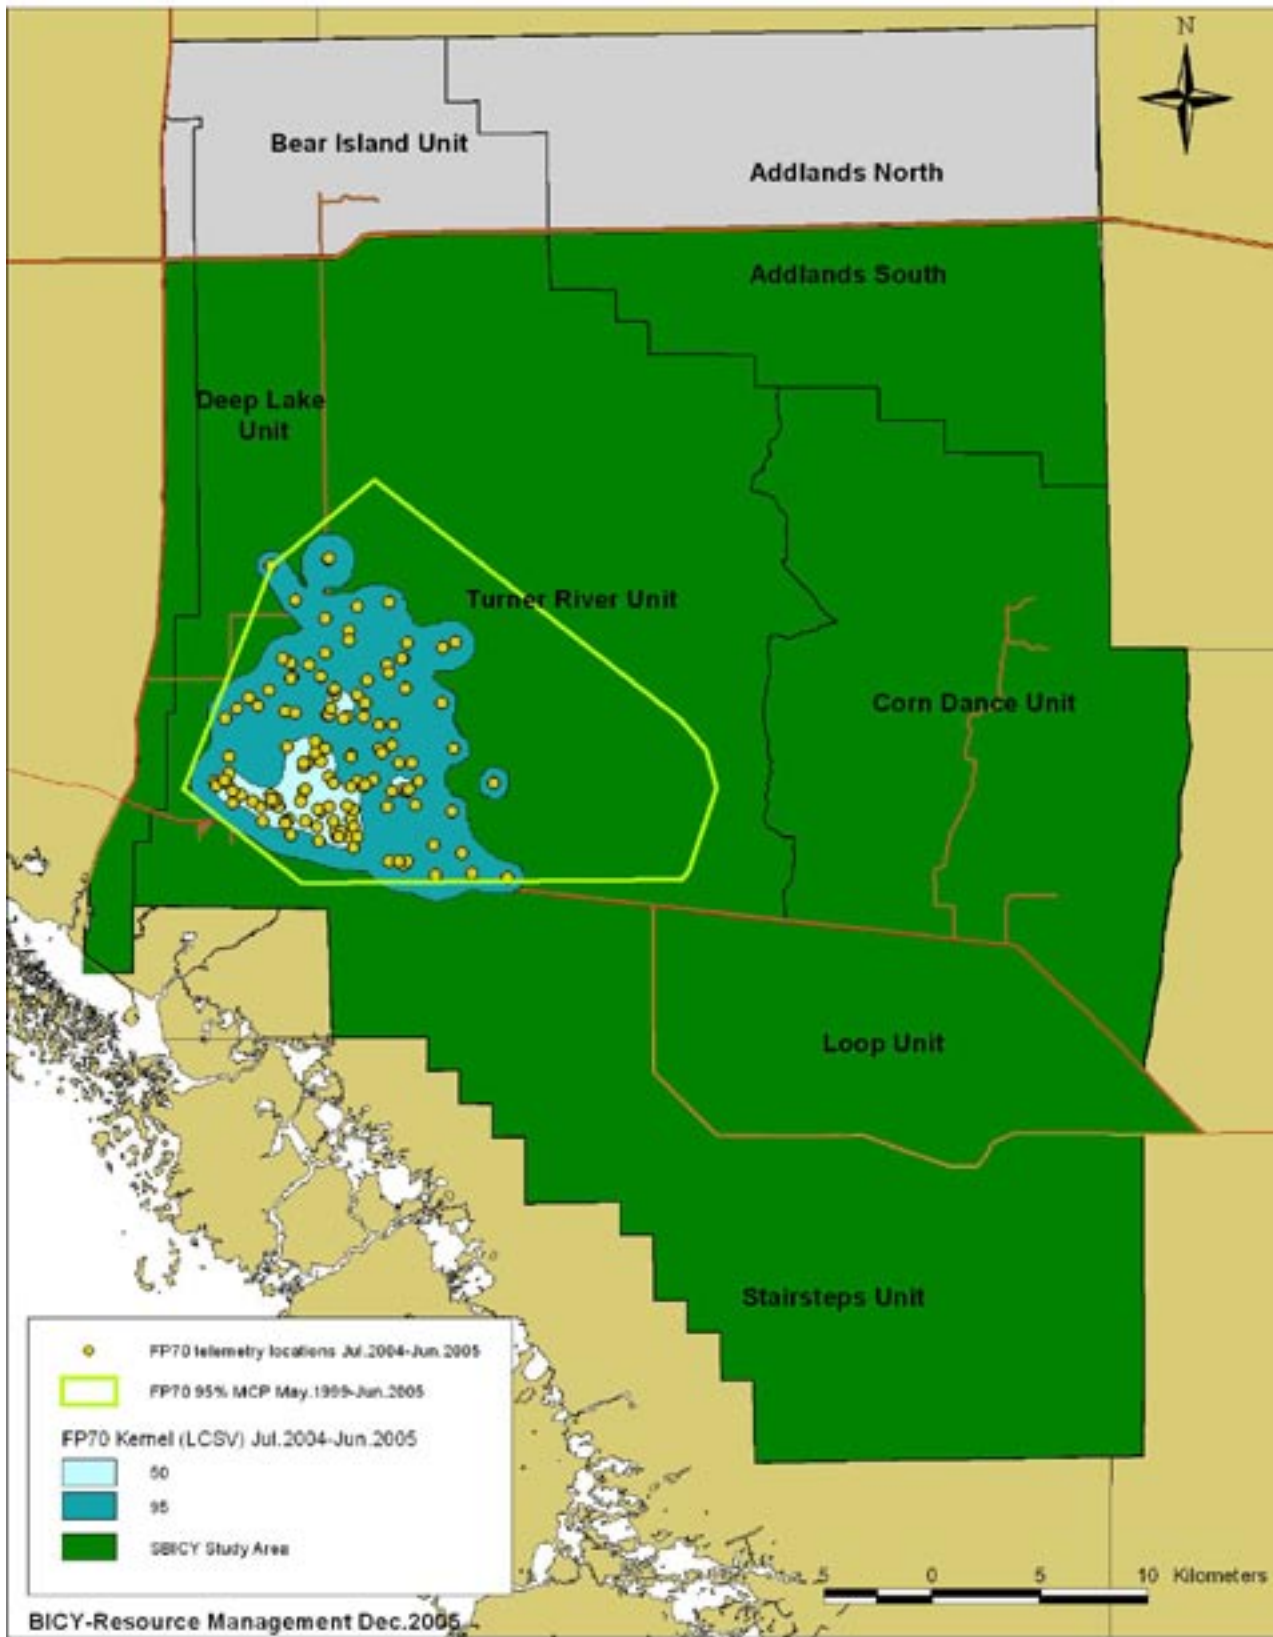 N
Bear Island Unit
Addlands North
Addlands South
Deep Lake
Unit
Turner River Unit
Corn Dance Unit
Loop Unit
Stairsteps Unit
FP70 telemetry locations Jul.2004-Jun.2005
FP70 95% MCP May.1999-Jun.2005
FP70 Kernel (LCSV) Jul.2004-Jun.2005
50
95
SBICY Study Area
5 0 5 10 Kilometers
BICY-Resource Management Dec.2005